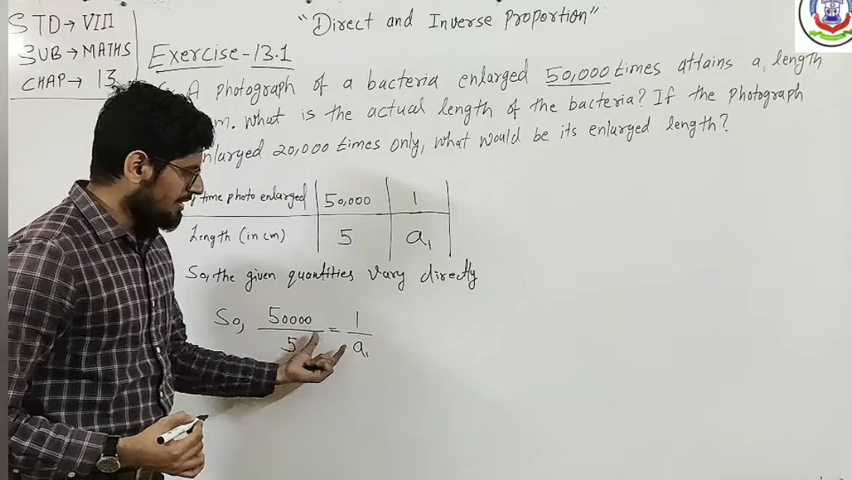 STD → VIII
SUB → MATHS
CHAP → 13
"Direct and Inverse Proportion"
Exercise - 13.1
A photograph of a bacteria enlarged 50,000 times attains a length
m. What is the actual length of the bacteria? If the photograph
enlarged 20,000 times only, what would be its enlarged length?
time photo enlarged | 50,000 | 1
Length (in cm) | 5 | a₁
So, the given quantities vary directly
So, 50000/5 = 1/a₁